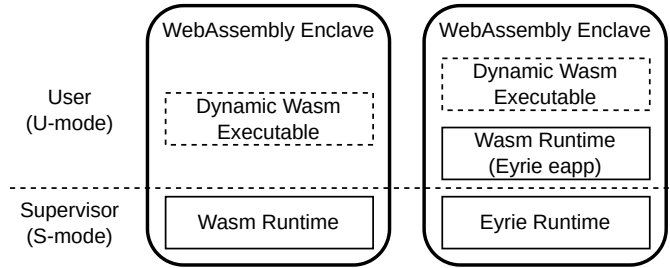 WebAssembly Enclave
WebAssembly Enclave
User
(U-mode)
Dynamic Wasm
Executable
Dynamic Wasm
Executable
Wasm Runtime
(Eyrie eapp)
Supervisor
(S-mode)
Wasm Runtime
Eyrie Runtime